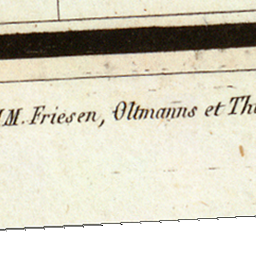 M. Friesen, Oltmanns et Th